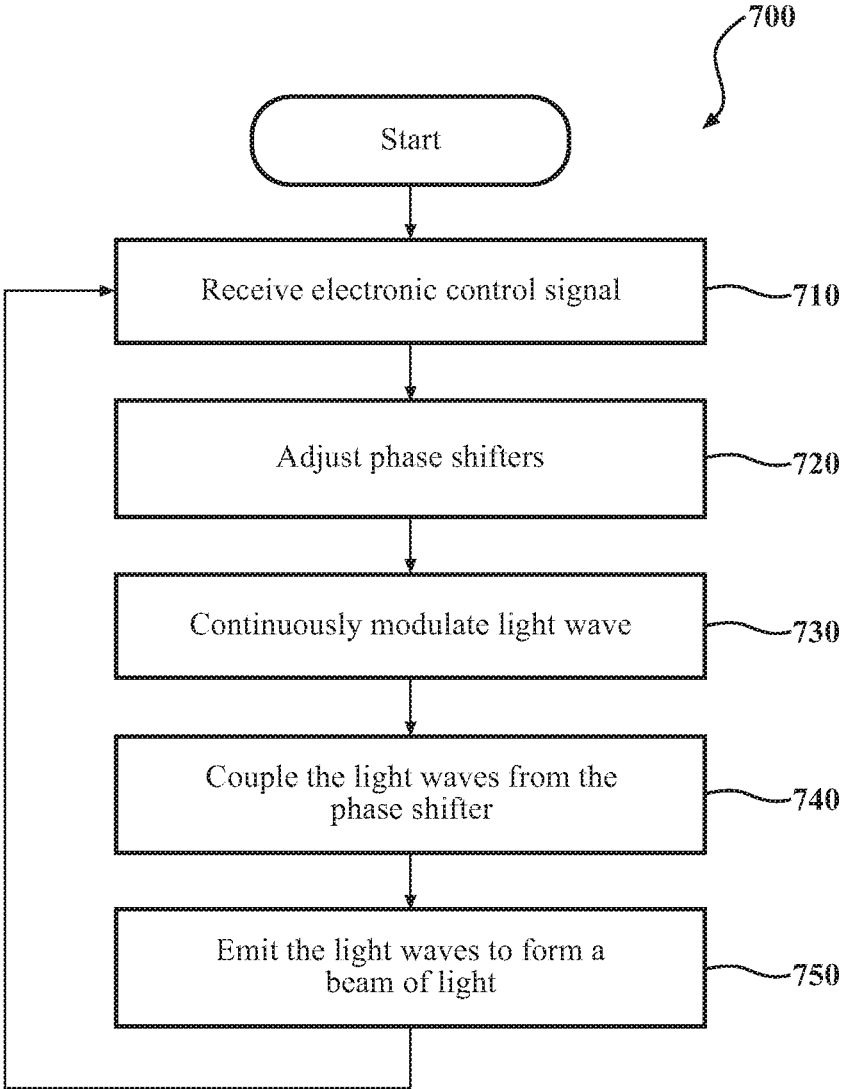 700
Start
Receive electronic control signal
710
Adjust phase shifters
720
Continuously modulate light wave
730
Couple the light waves from the
phase shifter
740
Emit the light waves to form a
beam of light
750